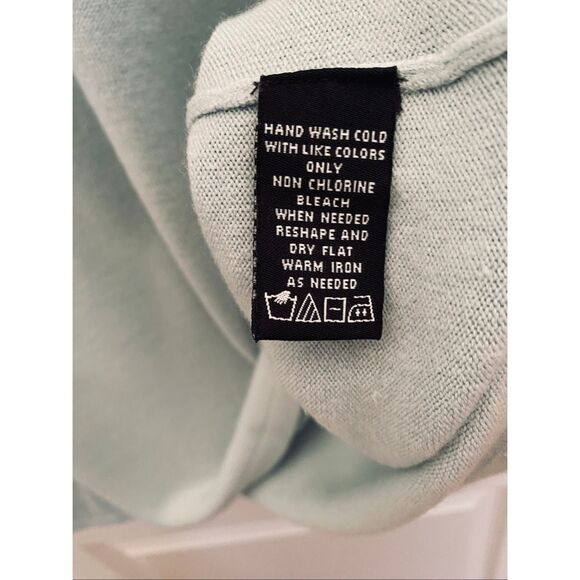 HAND WASH COLD
WITH LIKE COLORS
ONLY
NON CHLORINE
BLEACH
WHEN NEEDED
RESHAPE AND
DRY FLAT
WARM IRON
AS NEEDED